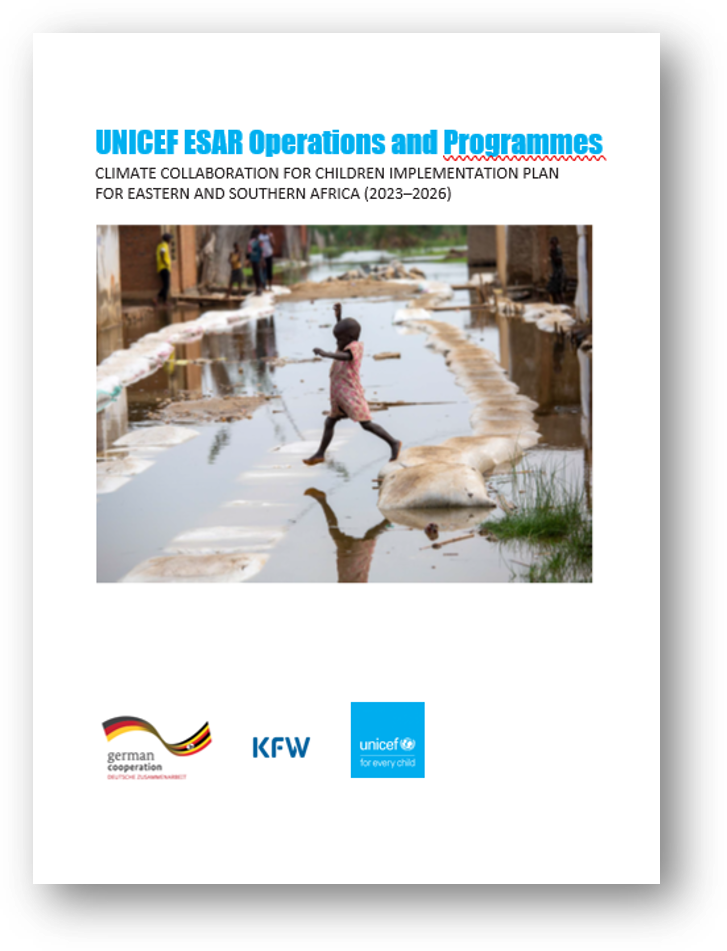 UNICEF ESAR Operations and Programmes
CLIMATE COLLABORATION FOR CHILDREN IMPLEMENTATION PLAN
FOR EASTERN AND SOUTHERN AFRICA (2023–2026)
german
cooperation
DEUTSCHE ZUSAMMENARBEIT
KFW
unicef
for every child